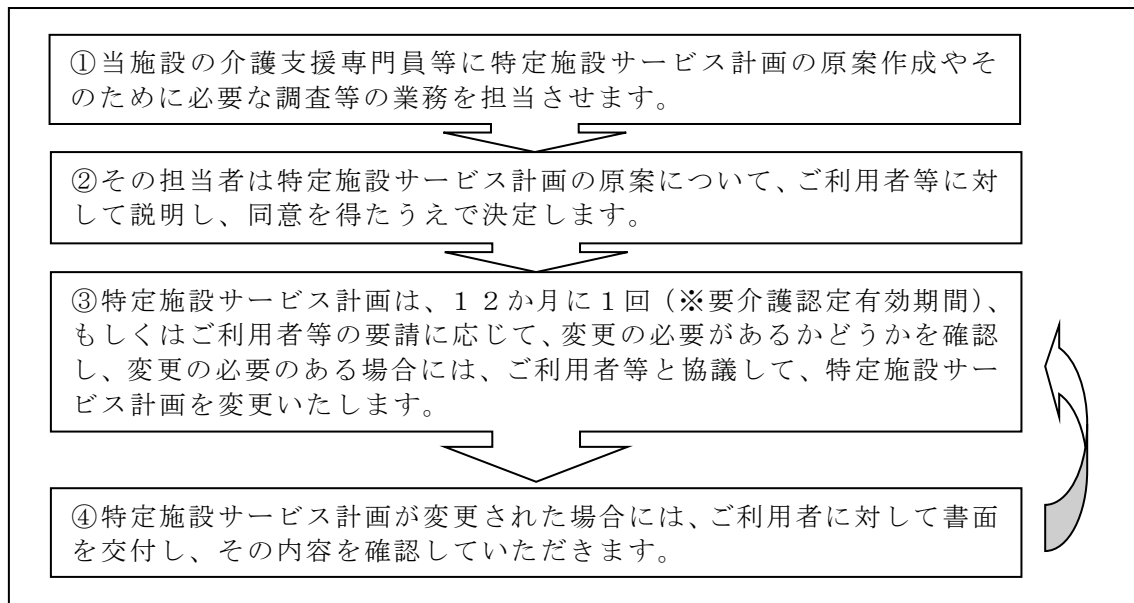 ①当施設の介護支援専門員等に特定施設サービス計画の原案作成やそ
のために必要な調査等の業務を担当させます。
②その担当者は特定施設サービス計画の原案について、ご利用者等に対
して説明し、同意を得たうえで決定します。
③特定施設サービス計画は、１２か月に１回（※要介護認定有効期間）、
もしくはご利用者等の要請に応じて、変更の必要があるかどうかを確認
し、変更の必要のある場合には、ご利用者等と協議して、特定施設サー
ビス計画を変更いたします。
④特定施設サービス計画が変更された場合には、ご利用者に対して書面
を交付し、その内容を確認していただきます。